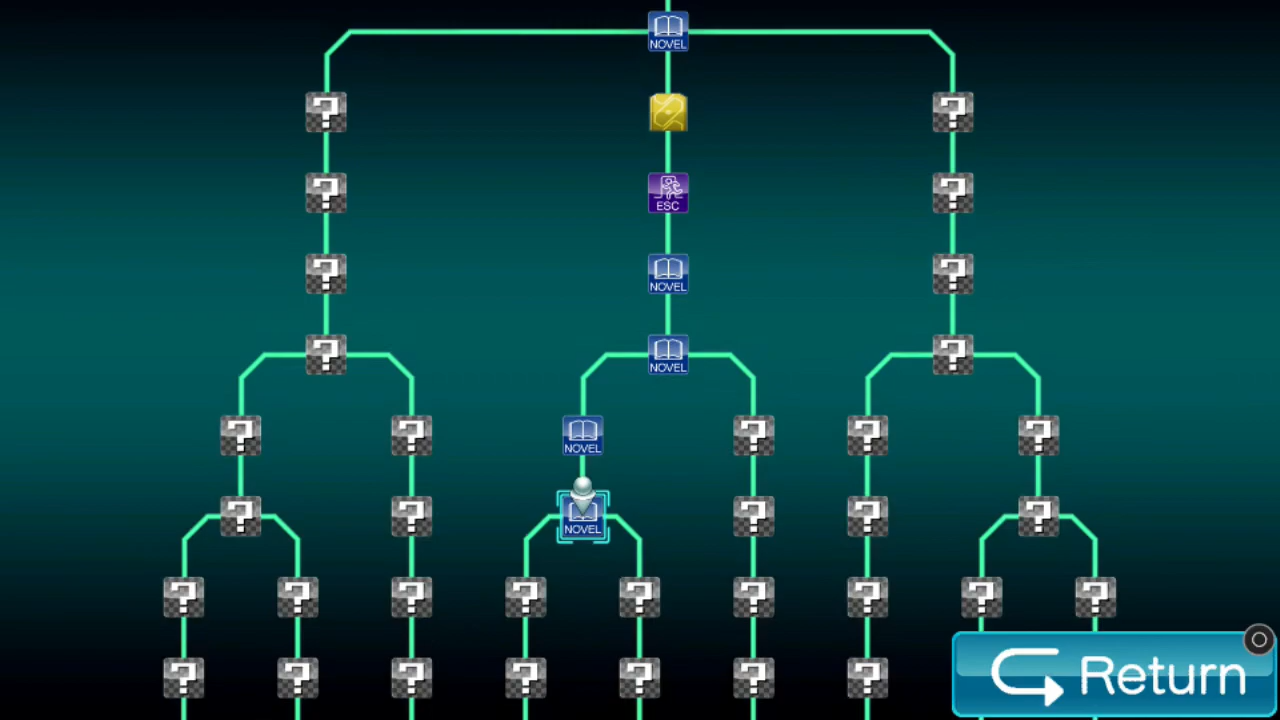 NOVEL
? ?
? ESC ?
? NOVEL ?
? NOVEL ?
? ? NOVEL ? ? ?
? ? NOVEL ? ? ?
? ? ? ? ? ? ? ? ?
? ? ? ? ? ? ?
Return